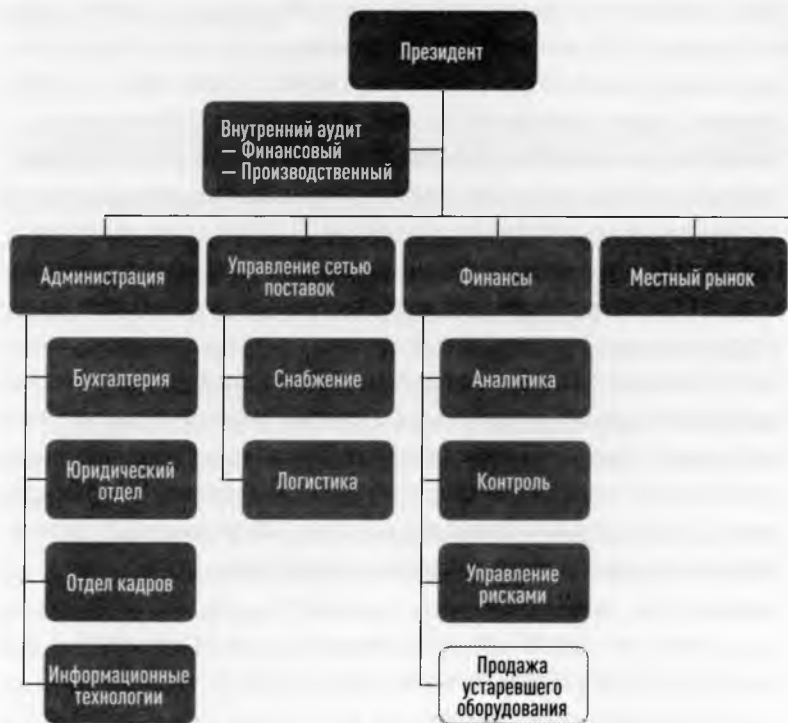 Президент
Внутренний аудит
— Финансовый
— Производственный
Администрация
Управление сетью
поставок
Финансы
Местный рынок
Бухгалтерия
Снабжение
Аналитика
Юридический
отдел
Логистика
Контроль
Отдел кадров
Управление
рисками
Информационные
технологии
Продажа
устаревшего
оборудования